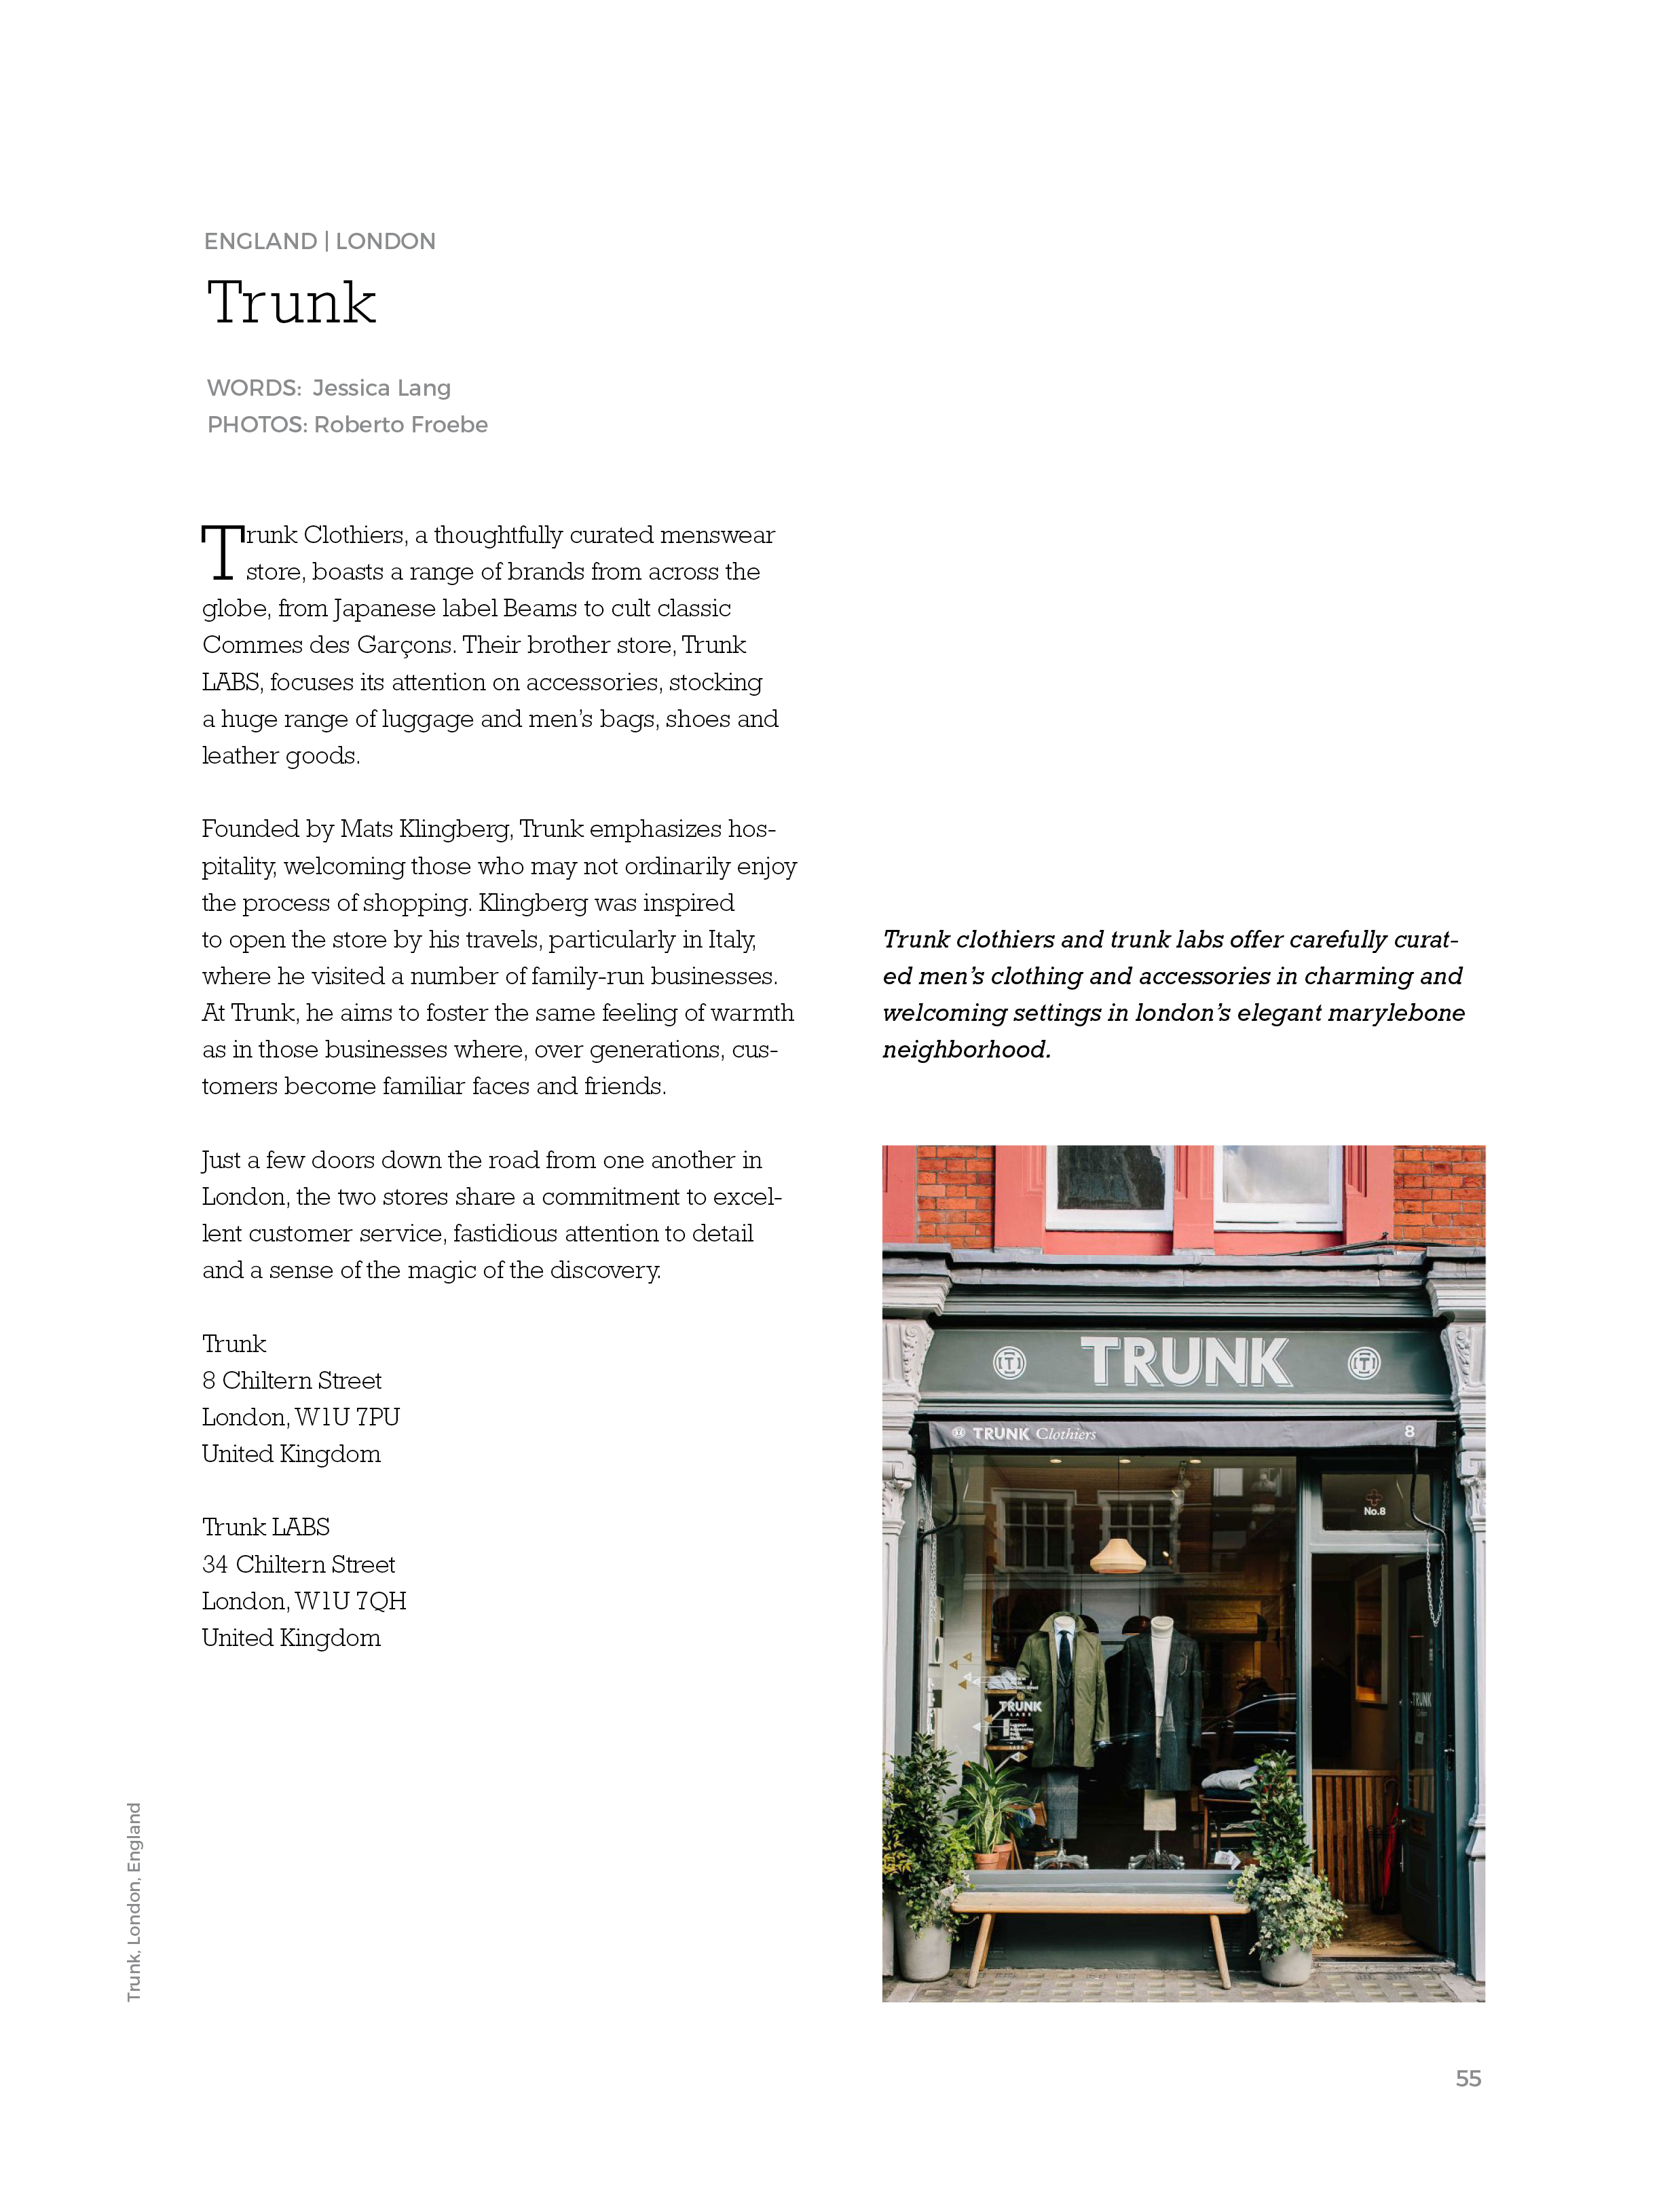 ENGLAND | LONDON
Trunk
WORDS: Jessica Lang
PHOTOS: Roberto Froebe
Trunk Clothiers, a thoughtfully curated menswear
store, boasts a range of brands from across the
globe, from Japanese label Beams to cult classic
Commes des Garçons. Their brother store, Trunk
LABS, focuses its attention on accessories, stocking
a huge range of luggage and men’s bags, shoes and
leather goods.
Founded by Mats Klingberg, Trunk emphasizes hos-
pitality, welcoming those who may not ordinarily enjoy
the process of shopping. Klingberg was inspired
to open the store by his travels, particularly in Italy,
where he visited a number of family-run businesses.
At Trunk, he aims to foster the same feeling of warmth
as in those businesses where, over generations, cus-
tomers become familiar faces and friends.
Just a few doors down the road from one another in
London, the two stores share a commitment to excel-
lent customer service, fastidious attention to detail
and a sense of the magic of the discovery.
Trunk
8 Chiltern Street
London, W1U 7PU
United Kingdom
Trunk LABS
34 Chiltern Street
London, W1U 7QH
United Kingdom
Trunk clothiers and trunk labs offer carefully curat-
ed men’s clothing and accessories in charming and
welcoming settings in london’s elegant marylebone
neighborhood.
TRUNK
TRUNK Clothiers 8
No.8
TRUNK
LABS
TRUNK
Trunk, London, England
55